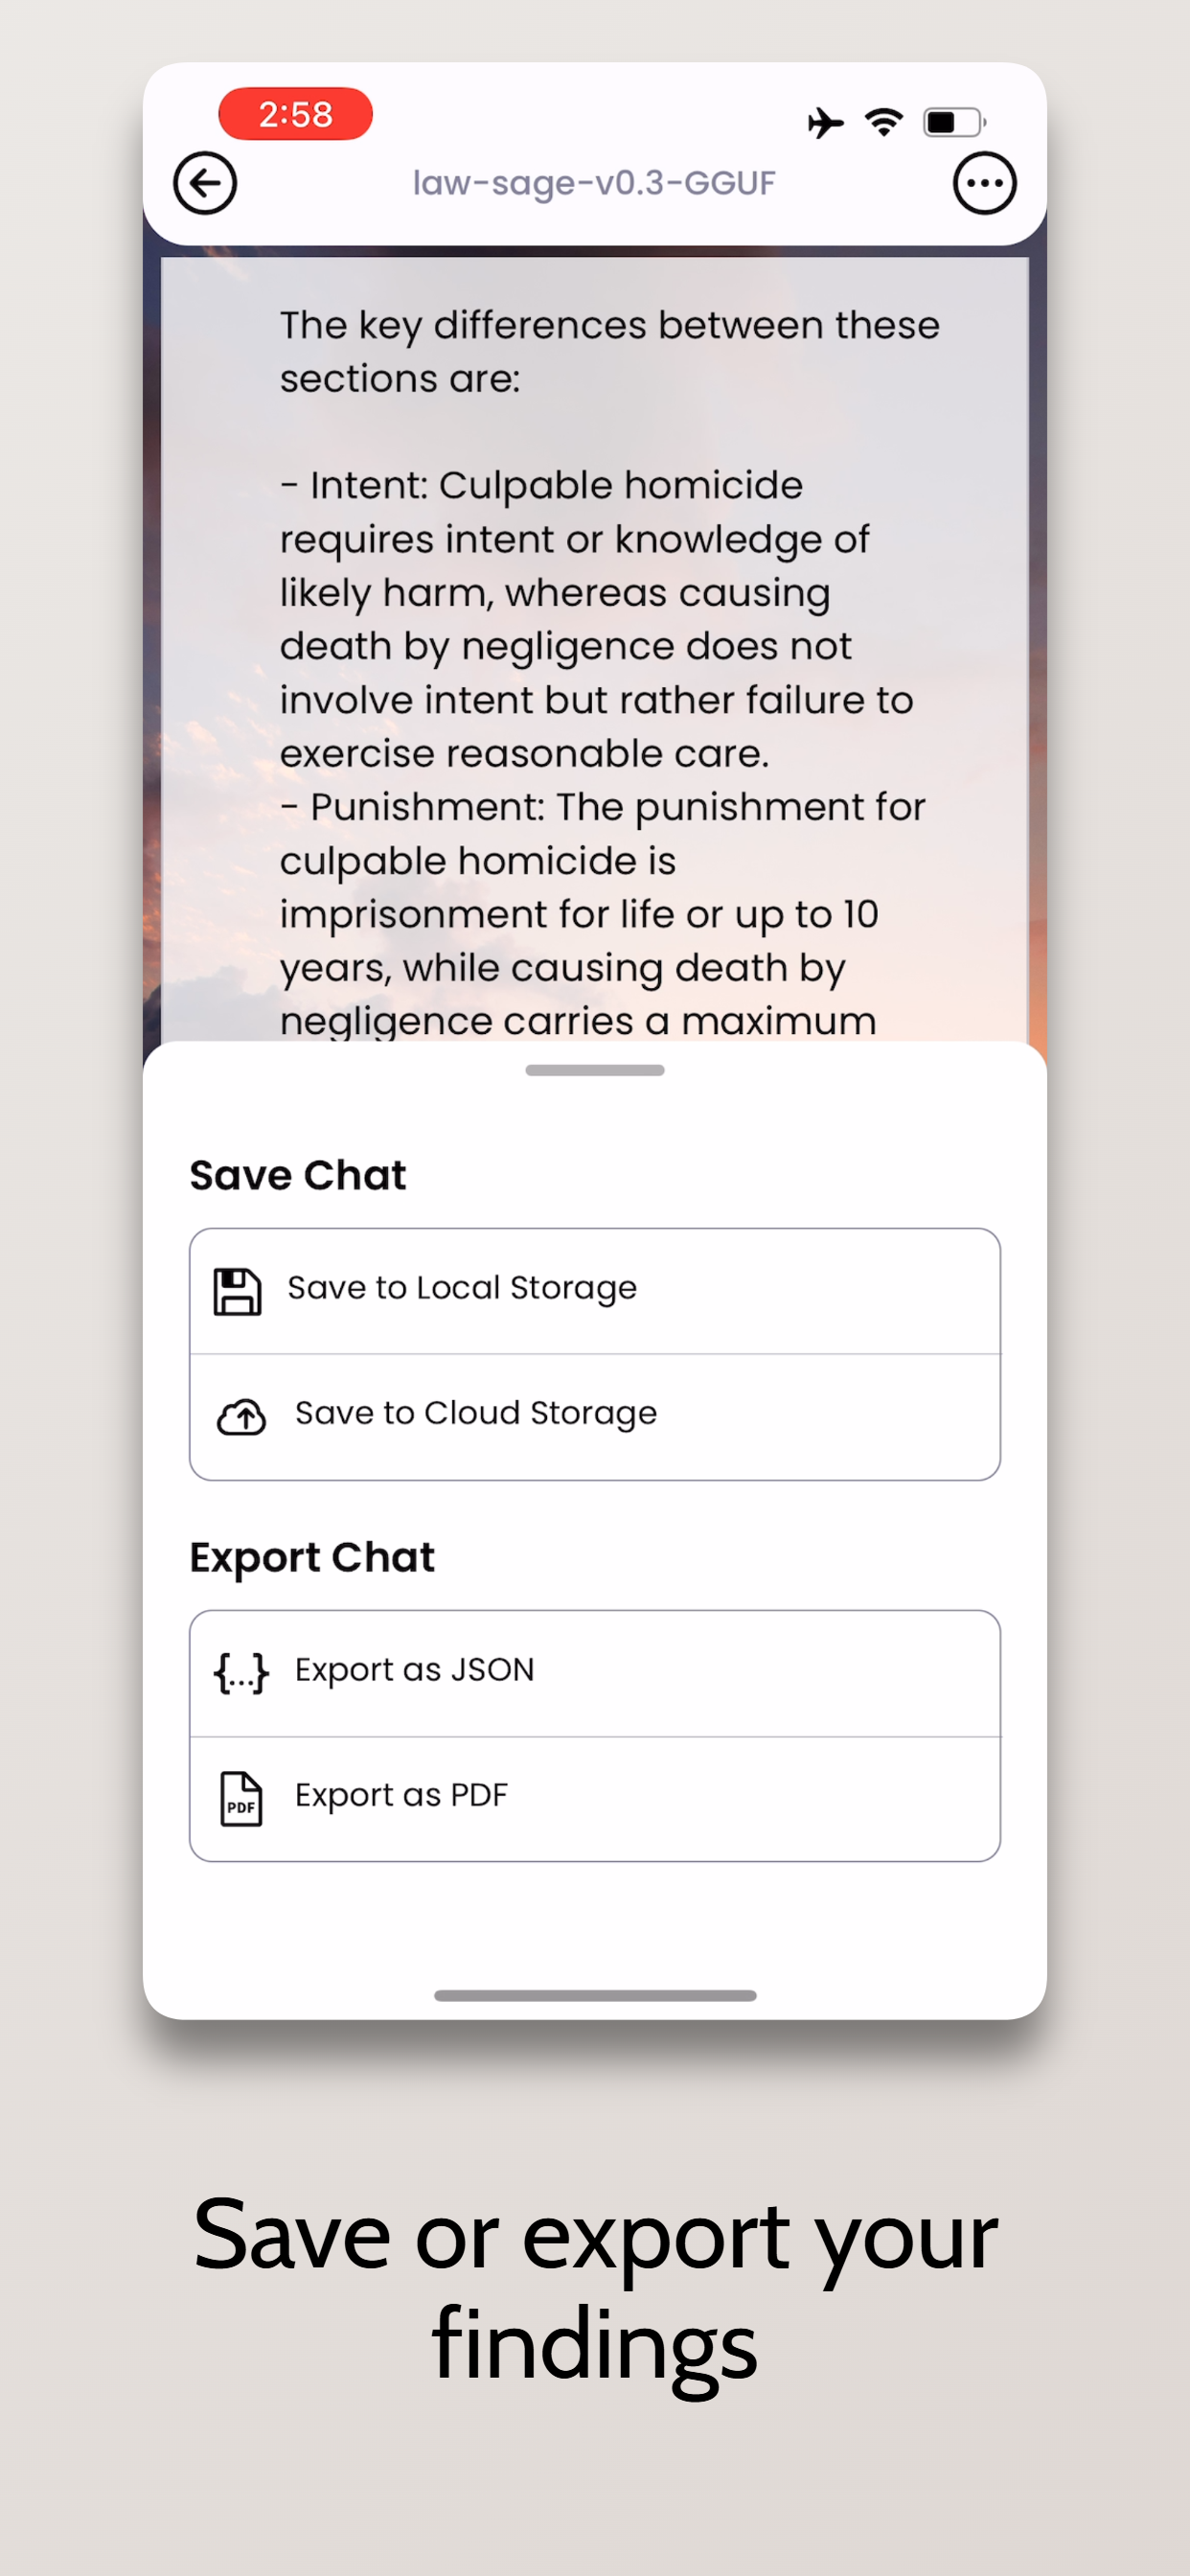 2:58
law-sage-v0.3-GGUF
The key differences between these
sections are:
- Intent: Culpable homicide
requires intent or knowledge of
likely harm, whereas causing
death by negligence does not
involve intent but rather failure to
exercise reasonable care.
- Punishment: The punishment for
culpable homicide is
imprisonment for life or up to 10
years, while causing death by
negligence carries a maximum
Save Chat
Save to Local Storage
Save to Cloud Storage
Export Chat
{...} Export as JSON
PDF Export as PDF
Save or export your
findings